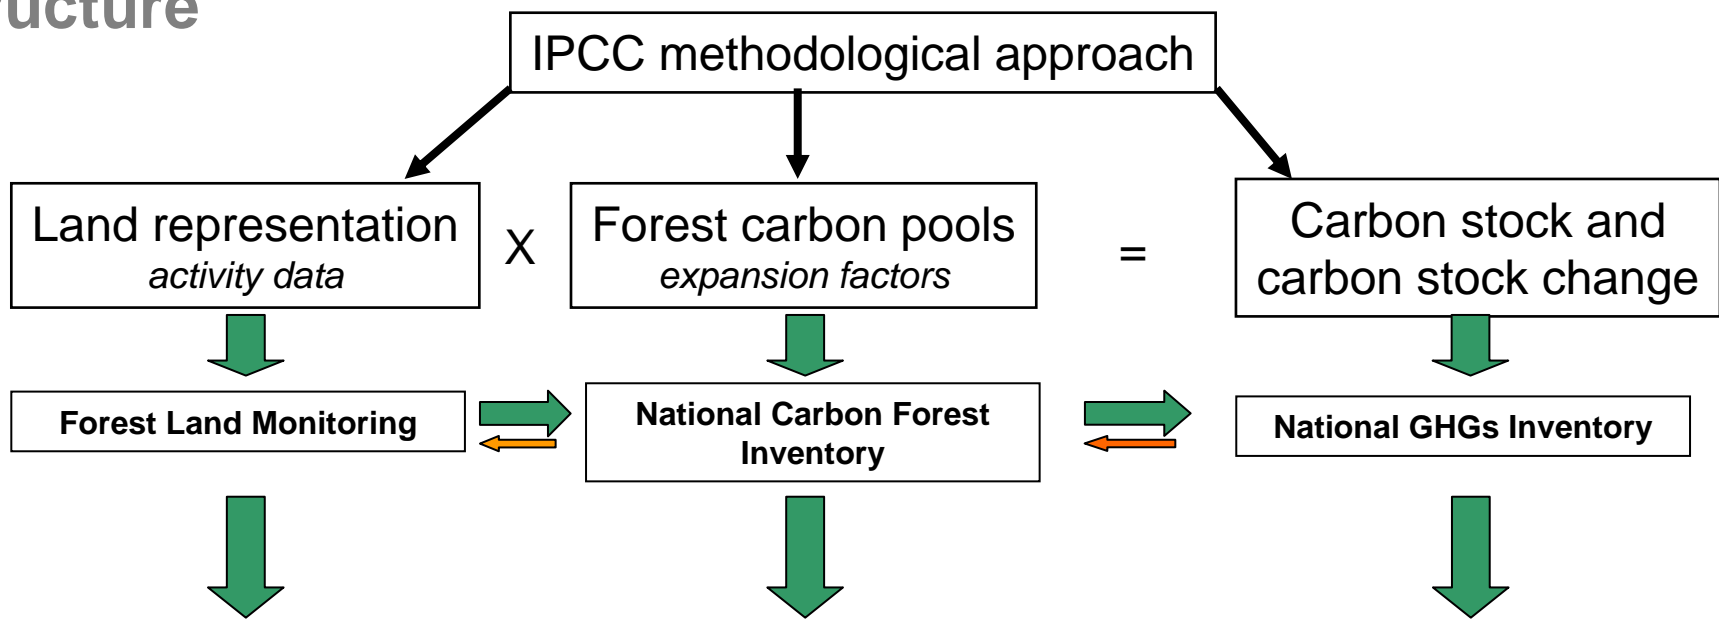 ucture
IPCC methodological approach
Land representation
activity data
X
Forest carbon pools
expansion factors
=
Carbon stock and
carbon stock change
Forest Land Monitoring
National Carbon Forest
Inventory
National GHGs Inventory